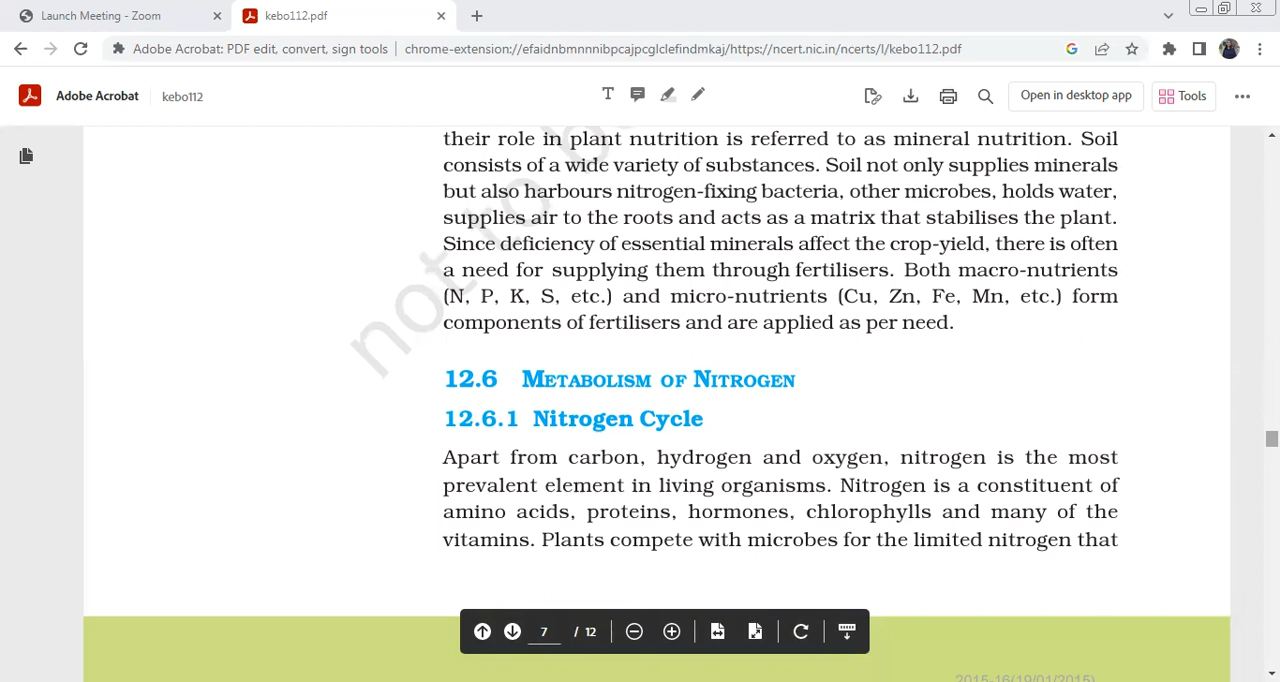 Launch Meeting - Zoom
kebo112.pdf
Adobe Acrobat: PDF edit, convert, sign tools | chrome-extension://efaidnbmnnnibpcajpcglclefindmkaj/https://ncert.nic.in/ncerts/l/kebo112.pdf
Adobe Acrobat
kebo112
Open in desktop app
Tools
their role in plant nutrition is referred to as mineral nutrition. Soil
consists of a wide variety of substances. Soil not only supplies minerals
but also harbours nitrogen-fixing bacteria, other microbes, holds water,
supplies air to the roots and acts as a matrix that stabilises the plant.
Since deficiency of essential minerals affect the crop-yield, there is often
a need for supplying them through fertilisers. Both macro-nutrients
(N, P, K, S, etc.) and micro-nutrients (Cu, Zn, Fe, Mn, etc.) form
components of fertilisers and are applied as per need.
not to b
12.6 Metabolism of Nitrogen
12.6.1 Nitrogen Cycle
Apart from carbon, hydrogen and oxygen, nitrogen is the most
prevalent element in living organisms. Nitrogen is a constituent of
amino acids, proteins, hormones, chlorophylls and many of the
vitamins. Plants compete with microbes for the limited nitrogen that
7 / 12
2015-16(19/01/2015)